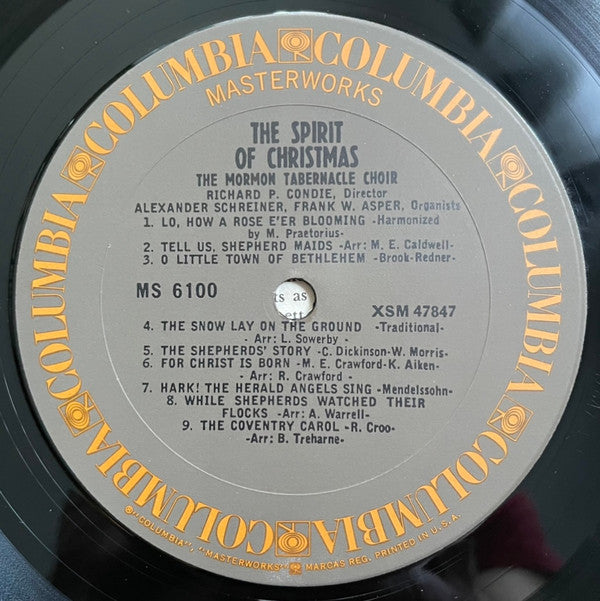 COLUMBIA COLUMBIA COLUMBIA COLUMBIA COLUMBIA COLUMBIA
MASTERWORKS
THE SPIRIT
OF CHRISTMAS
THE MORMON TABERNACLE CHOIR
RICHARD P. CONDIE, Director
ALEXANDER SCHREINER, FRANK W. ASPER, Organists
1. LO, HOW A ROSE E'ER BLOOMING -Harmonized
by M. Praetorius-
2. TELL US, SHEPHERD MAIDS -Arr: M. E. Caldwell-
3. O LITTLE TOWN OF BETHLEHEM -Brook-Redner-
MS 6100
ts as
ett
XSM 47847
4. THE SNOW LAY ON THE GROUND -Traditional-
- Arr: L. Sowerby -
5. THE SHEPHERDS' STORY -C. Dickinson-W. Morris-
6. FOR CHRIST IS BORN - M. E. Crawford-K. Aiken-
- Arr: R. Crawford -
7. HARK! THE HERALD ANGELS SING -Mendelssohn-
8. WHILE SHEPHERDS WATCHED THEIR
FLOCKS -Arr: A. Warrell-
9. THE COVENTRY CAROL -R. Croo-
-Arr: B. Treharne-
® "COLUMBIA", "MASTERWORKS" MARCAS REG. PRINTED IN U.S.A.